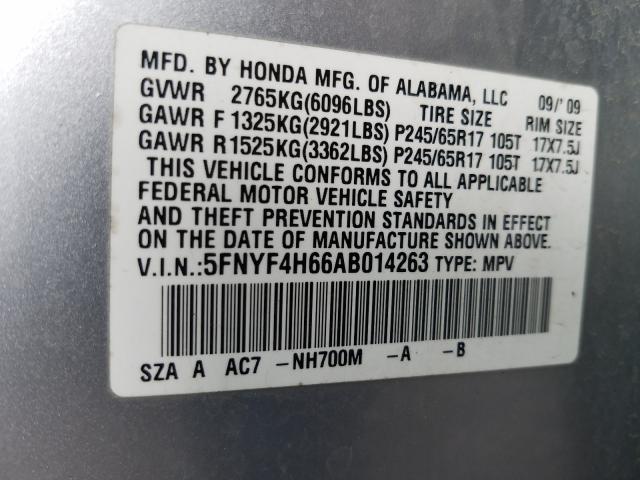 MFD. BY HONDA MFG. OF ALABAMA, LLC 09/'09
GVWR 2765KG(6096LBS) TIRE SIZE RIM SIZE
GAWR F 1325KG(2921LBS) P245/65R17 105T 17X7.5J
GAWR R 1525KG(3362LBS) P245/65R17 105T 17X7.5J
THIS VEHICLE CONFORMS TO ALL APPLICABLE
FEDERAL MOTOR VEHICLE SAFETY
AND THEFT PREVENTION STANDARDS IN EFFECT
ON THE DATE OF MANUFACTURE SHOWN ABOVE.
V.I.N.:5FNYF4H66AB014263 TYPE: MPV
SZA A AC7 -NH700M -A -B